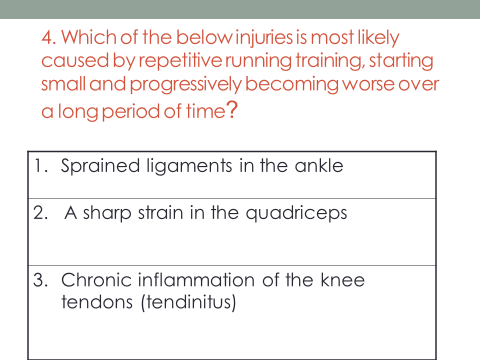 4. Which of the below injuries is most likely
caused by repetitive running training, starting
small and progressively becoming worse over
a long period of time?
1. Sprained ligaments in the ankle
2. A sharp strain in the quadriceps
3. Chronic inflammation of the knee
tendons (tendinitus)